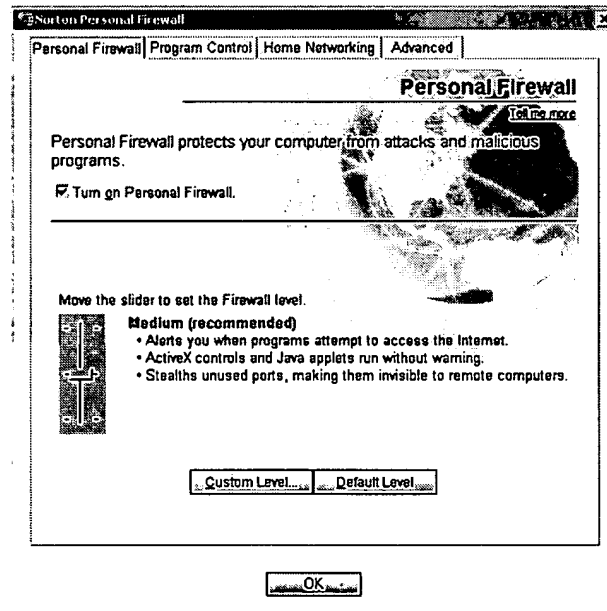 Norton Personal Firewall
Personal Firewall Program Control Home Networking Advanced
Personal Firewall
Tell me more
Personal Firewall protects your computer from attacks and malicious
programs.
Turn on Personal Firewall.
Move the slider to set the Firewall level.
Medium (recommended)
• Alerts you when programs attempt to access the Internet.
• ActiveX controls and Java applets run without warning.
• Stealths unused ports, making them invisible to remote computers.
Custom Level... Default Level
OK